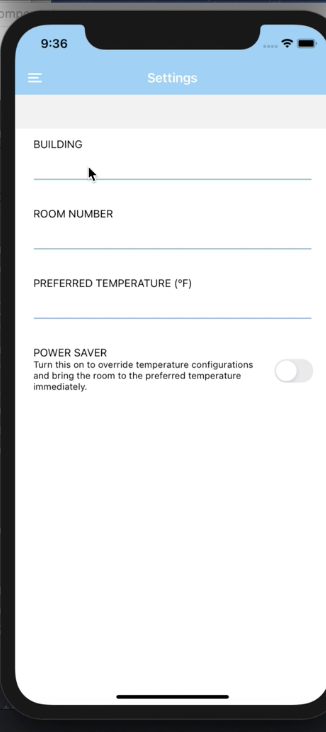 omp
9:36
Settings
BUILDING
ROOM NUMBER
PREFERRED TEMPERATURE (°F)
POWER SAVER
Turn this on to override temperature configurations
and bring the room to the preferred temperature
immediately.